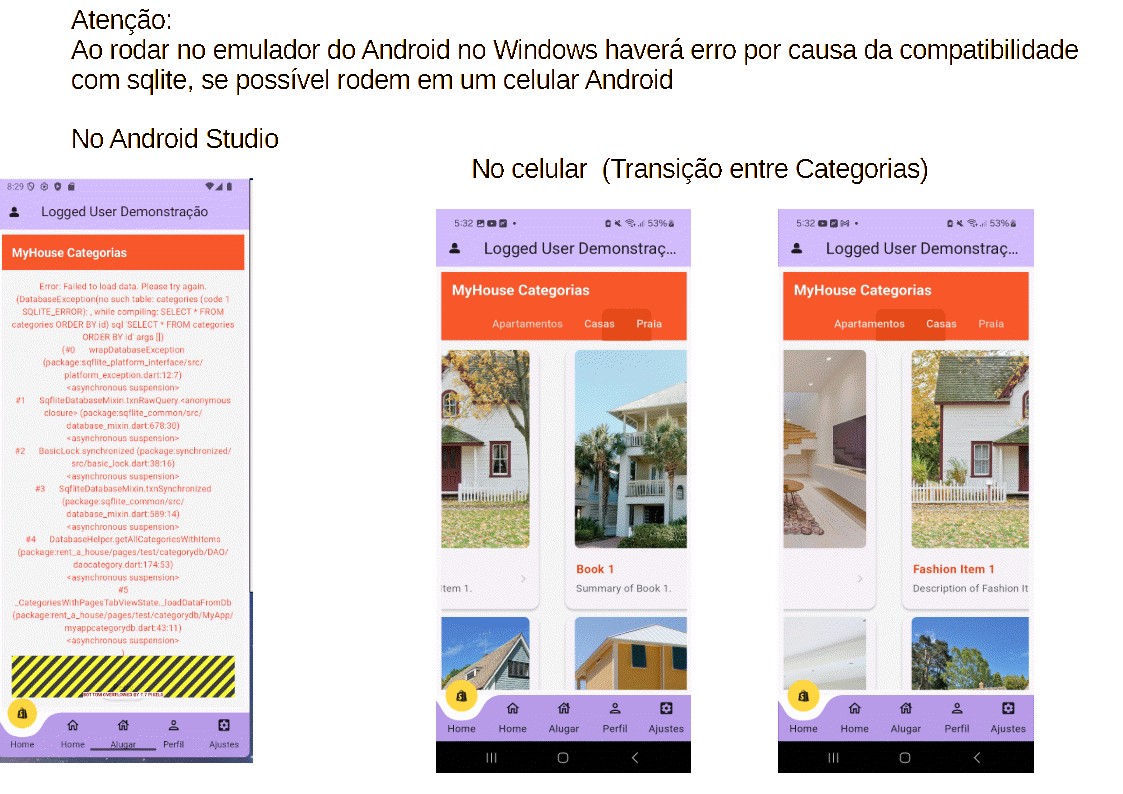 Atenção:
Ao rodar no emulador do Android no Windows haverá erro por causa da compatibilidade
com sqlite, se possível rodem em um celular Android
No Android Studio
No celular (Transição entre Categorias)
8:29
Logged User Demonstração
MyHouse Categorias
Error: Failed to load data. Please try again.
(DatabaseException(no such table: categories (code 1
SQLITE_ERROR): , while compiling: SELECT * FROM
categories ORDER BY id) sql 'SELECT * FROM categories
ORDER BY id' args [])
(#0 wrapDatabaseException
(package:sqflite_platform_interface/src/
platform_exception.dart:12:7)
<asynchronous suspension>
#1 SqfliteDatabaseMixin.txnRawQuery.<anonymous
closure> (package:sqflite_common/src/
database_mixin.dart:678:30)
<asynchronous suspension>
#2 BasicLock.synchronized (package:synchronized/
src/basic_lock.dart:38:16)
<asynchronous suspension>
#3 SqfliteDatabaseMixin.txnSynchronized
(package:sqflite_common/src/
database_mixin.dart:589:14)
<asynchronous suspension>
#4 DatabaseHelper.getAllCategoriesWithItems
(package:rent_a_house/pages/test/categorydb/DAO/
daocategory.dart:174:53)
<asynchronous suspension>
#5
_CategoriesWithPagesTabViewState._loadDataFromDb
(package:rent_a_house/pages/test/categorydb/MyApp/
myappcategorydb.dart:43:11)
<asynchronous suspension>
)
BOTTOM OVERFLOWED BY 7.7 PIXELS
Home Home Alugar Perfil Ajustes
5:32 53%
Logged User Demonstraç...
MyHouse Categorias
Apartamentos Casas Praia
Item 1.
Book 1
Summary of Book 1.
Home Home Alugar Perfil Ajustes
5:32 53%
Logged User Demonstraç...
MyHouse Categorias
Apartamentos Casas Praia
Fashion Item 1
Description of Fashion It
Home Home Alugar Perfil Ajustes